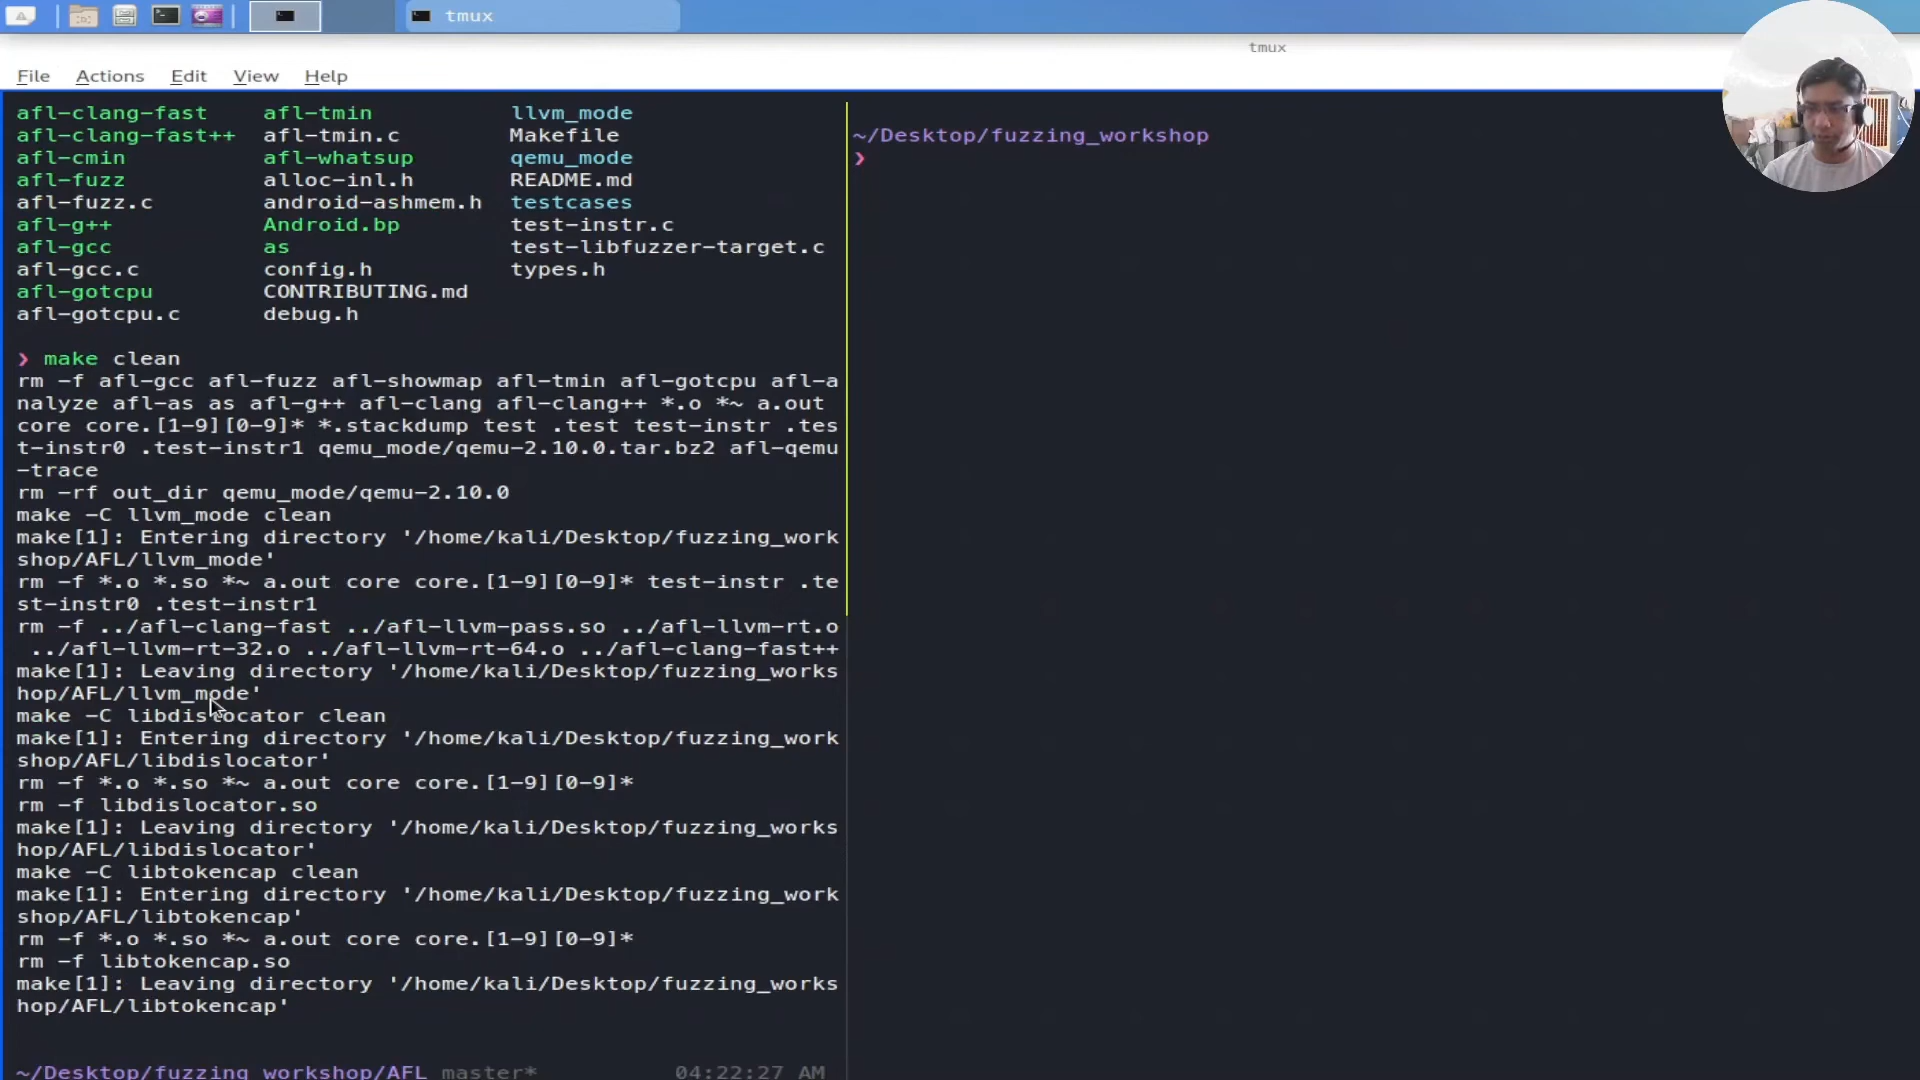 tmux
tmux
File Actions Edit View Help
afl-clang-fast afl-tmin llvm_mode
afl-clang-fast++ afl-tmin.c Makefile
afl-cmin afl-whatsup qemu_mode
afl-fuzz alloc-inl.h README.md
afl-fuzz.c android-ashmem.h testcases
afl-g++ Android.bp test-instr.c
afl-gcc as test-libfuzzer-target.c
afl-gcc.c config.h types.h
afl-gotcpu CONTRIBUTING.md
afl-gotcpu.c debug.h
❯ make clean
rm -f afl-gcc afl-fuzz afl-showmap afl-tmin afl-gotcpu afl-a
nalyze afl-as as afl-g++ afl-clang afl-clang++ *.o *~ a.out
core core.[1-9][0-9]* *.stackdump test .test test-instr .tes
t-instr0 .test-instr1 qemu_mode/qemu-2.10.0.tar.bz2 afl-qemu
-trace
rm -rf out_dir qemu_mode/qemu-2.10.0
make -C llvm_mode clean
make[1]: Entering directory '/home/kali/Desktop/fuzzing_work
shop/AFL/llvm_mode'
rm -f *.o *.so *~ a.out core core.[1-9][0-9]* test-instr .te
st-instr0 .test-instr1
rm -f ../afl-clang-fast ../afl-llvm-pass.so ../afl-llvm-rt.o
../afl-llvm-rt-32.o ../afl-llvm-rt-64.o ../afl-clang-fast++
make[1]: Leaving directory '/home/kali/Desktop/fuzzing_works
hop/AFL/llvm_mode'
make -C libdislocator clean
make[1]: Entering directory '/home/kali/Desktop/fuzzing_work
shop/AFL/libdislocator'
rm -f *.o *.so *~ a.out core core.[1-9][0-9]*
rm -f libdislocator.so
make[1]: Leaving directory '/home/kali/Desktop/fuzzing_works
hop/AFL/libdislocator'
make -C libtokencap clean
make[1]: Entering directory '/home/kali/Desktop/fuzzing_work
shop/AFL/libtokencap'
rm -f *.o *.so *~ a.out core core.[1-9][0-9]*
rm -f libtokencap.so
make[1]: Leaving directory '/home/kali/Desktop/fuzzing_works
hop/AFL/libtokencap'
~/Desktop/fuzzing_workshop/AFL master* 04:22:27 AM
~/Desktop/fuzzing_workshop
❯